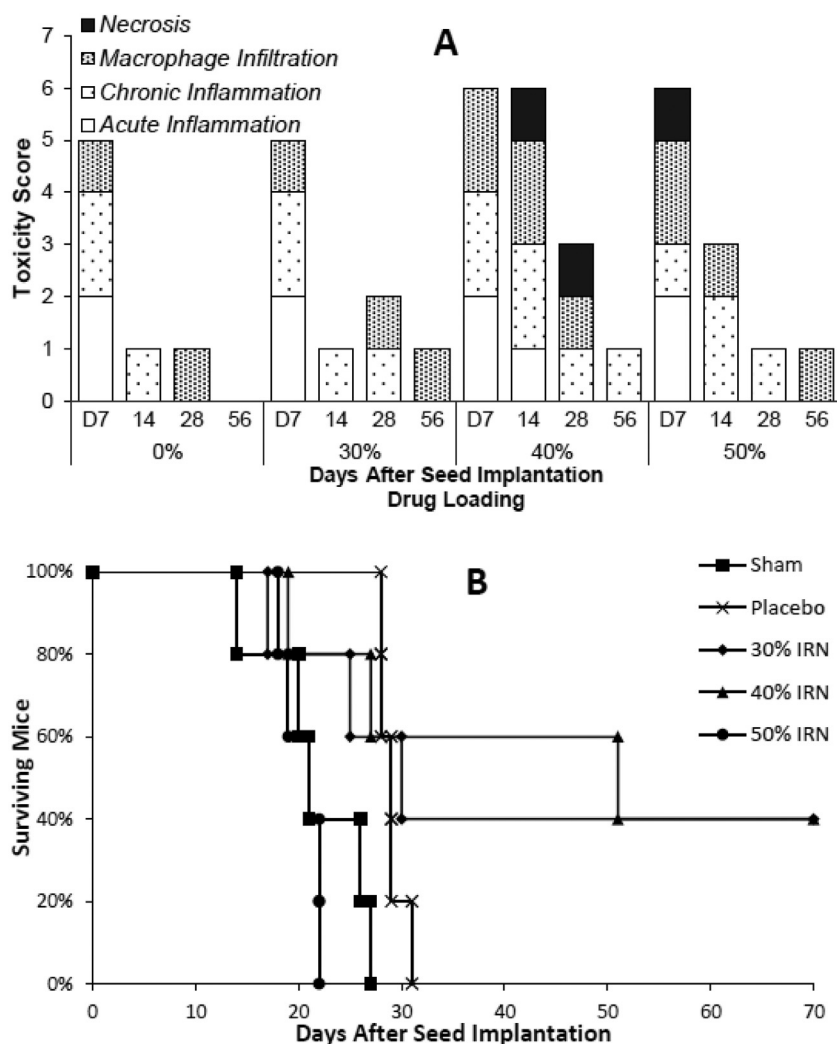 A
Necrosis
Macrophage Infiltration
Chronic Inflammation
Acute Inflammation
7
6
5
4
3
2
1
0
Toxicity Score
D7 14 28 56 D7 14 28 56 D7 14 28 56 D7 14 28 56
0% 30% 40% 50%
Days After Seed Implantation
Drug Loading
B
Sham
Placebo
30% IRN
40% IRN
50% IRN
100%
80%
60%
40%
20%
0%
Surviving Mice
0 10 20 30 40 50 60 70
Days After Seed Implantation